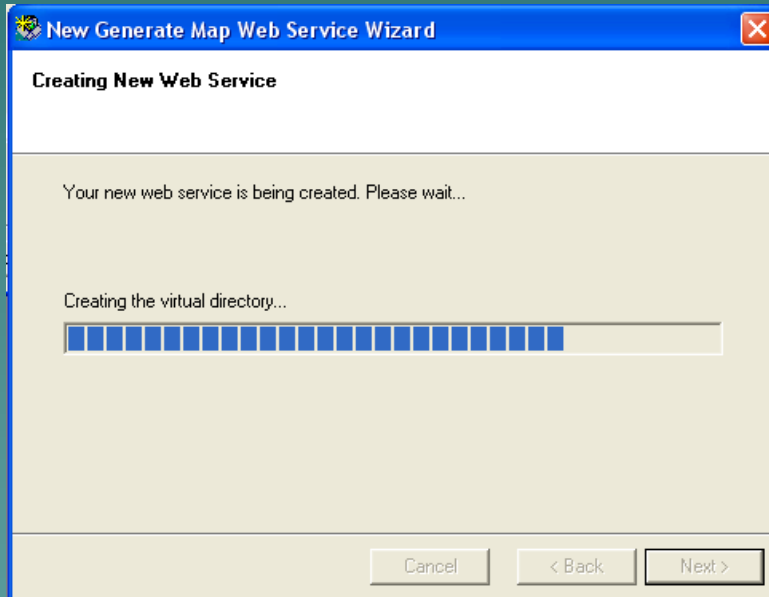 New Generate Map Web Service Wizard
Creating New Web Service
Your new web service is being created. Please wait...
Creating the virtual directory...
Cancel
< Back
Next >